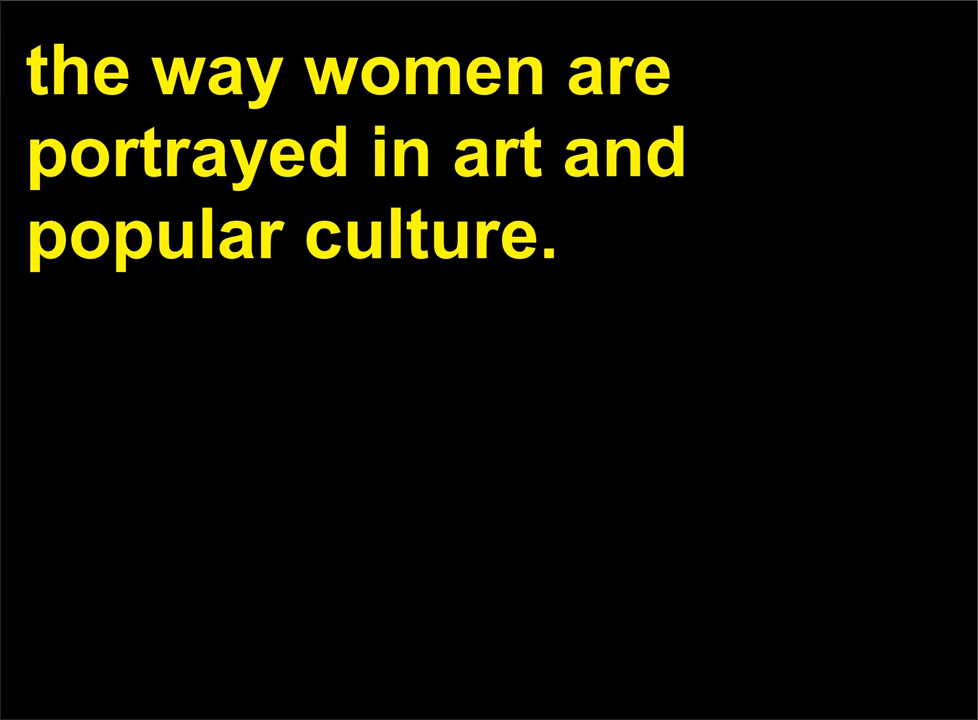 the way women are
portrayed in art and
popular culture.